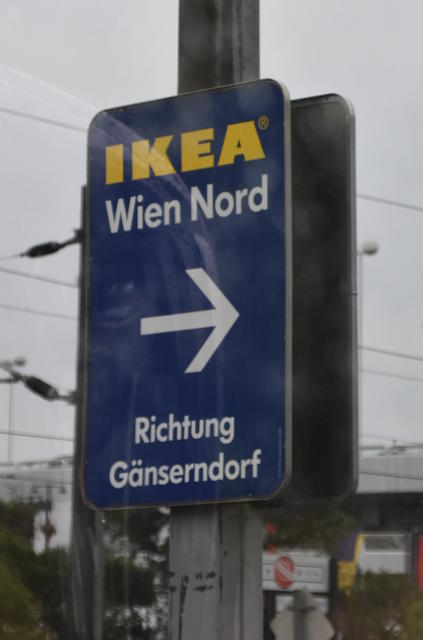 IKEA®
Wien Nord
Richtung
Gänserndorf